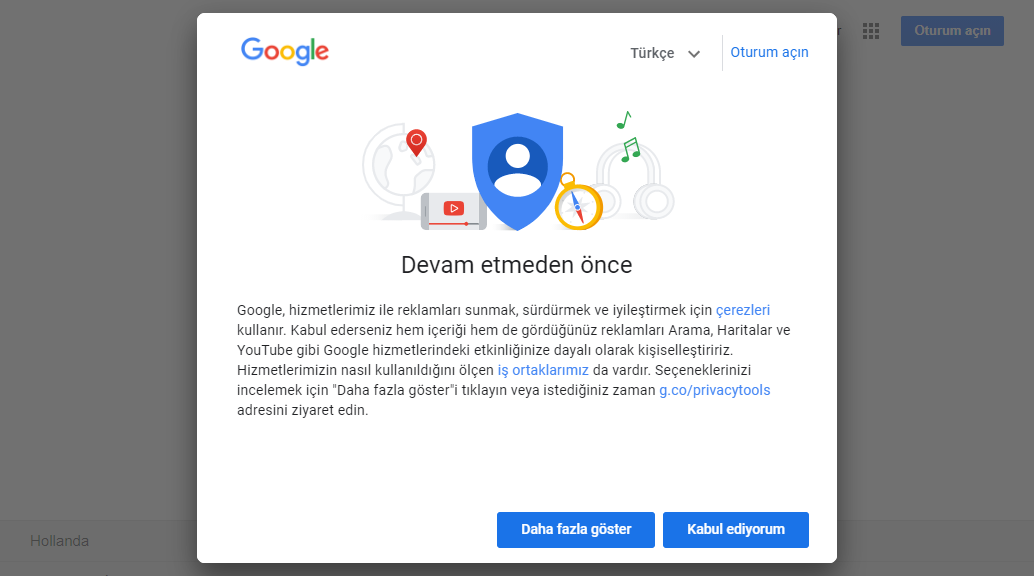 Google
Türkçe
Oturum açın
Oturum açın
Devam etmeden önce
Google, hizmetlerimiz ile reklamları sunmak, sürdürmek ve iyileştirmek için çerezleri
kullanır. Kabul ederseniz hem içeriği hem de gördüğünüz reklamları Arama, Haritalar ve
YouTube gibi Google hizmetlerindeki etkinliğinize dayalı olarak kişiselleştiririz.
Hizmetlerimizin nasıl kullanıldığını ölçen iş ortaklarımız da vardır. Seçeneklerinizi
incelemek için "Daha fazla göster"i tıklayın veya istediğiniz zaman g.co/privacytools
adresini ziyaret edin.
Daha fazla göster
Kabul ediyorum
Hollanda